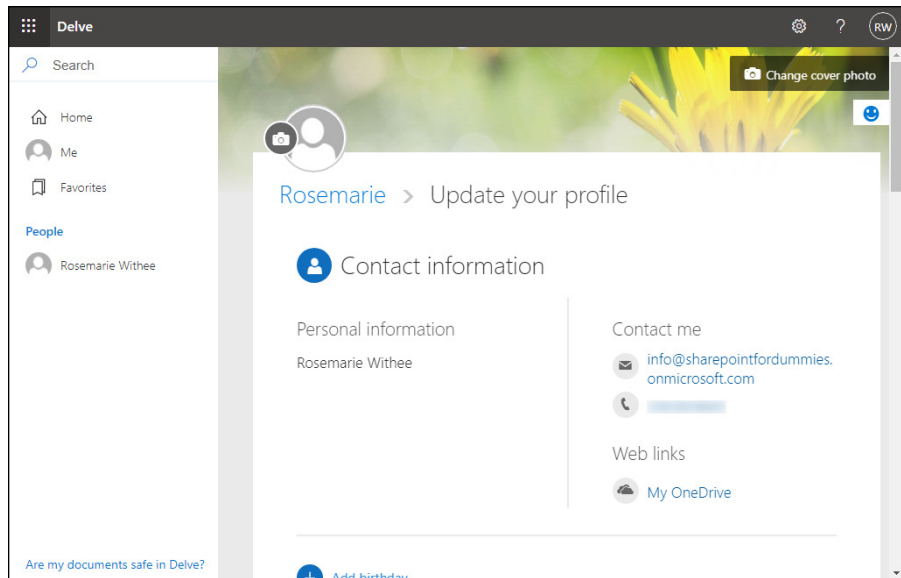 Delve
?
RW
Search
Change cover photo
Home
Me
Favorites
Rosemarie > Update your profile
People
Rosemarie Withee
Contact information
Personal information
Rosemarie Withee
Contact me
info@sharepointfordummies.
onmicrosoft.com
Web links
My OneDrive
Are my documents safe in Delve?
Add birthday